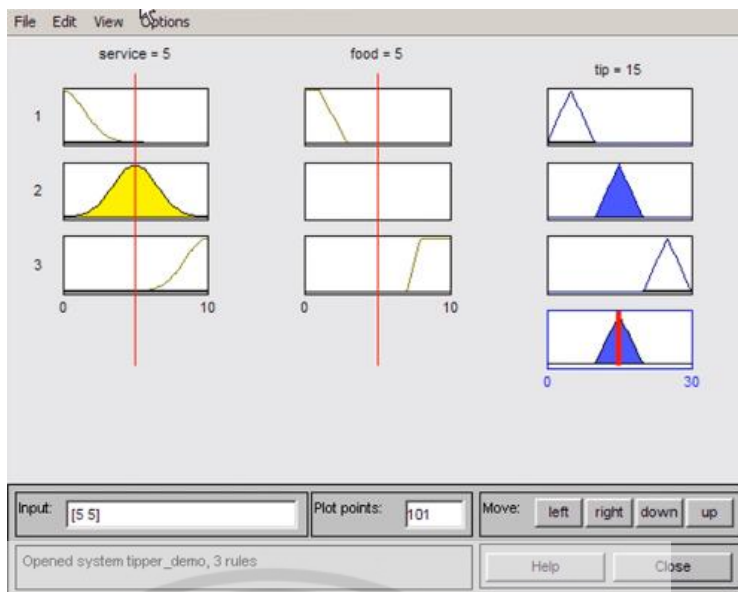 File Edit View Options
service = 5 food = 5 tip = 15
1
2
3
0 10 0 10
0 30
Input: [5 5] Plot points: 101 Move: left right down up
Opened system tipper_demo, 3 rules Help Close